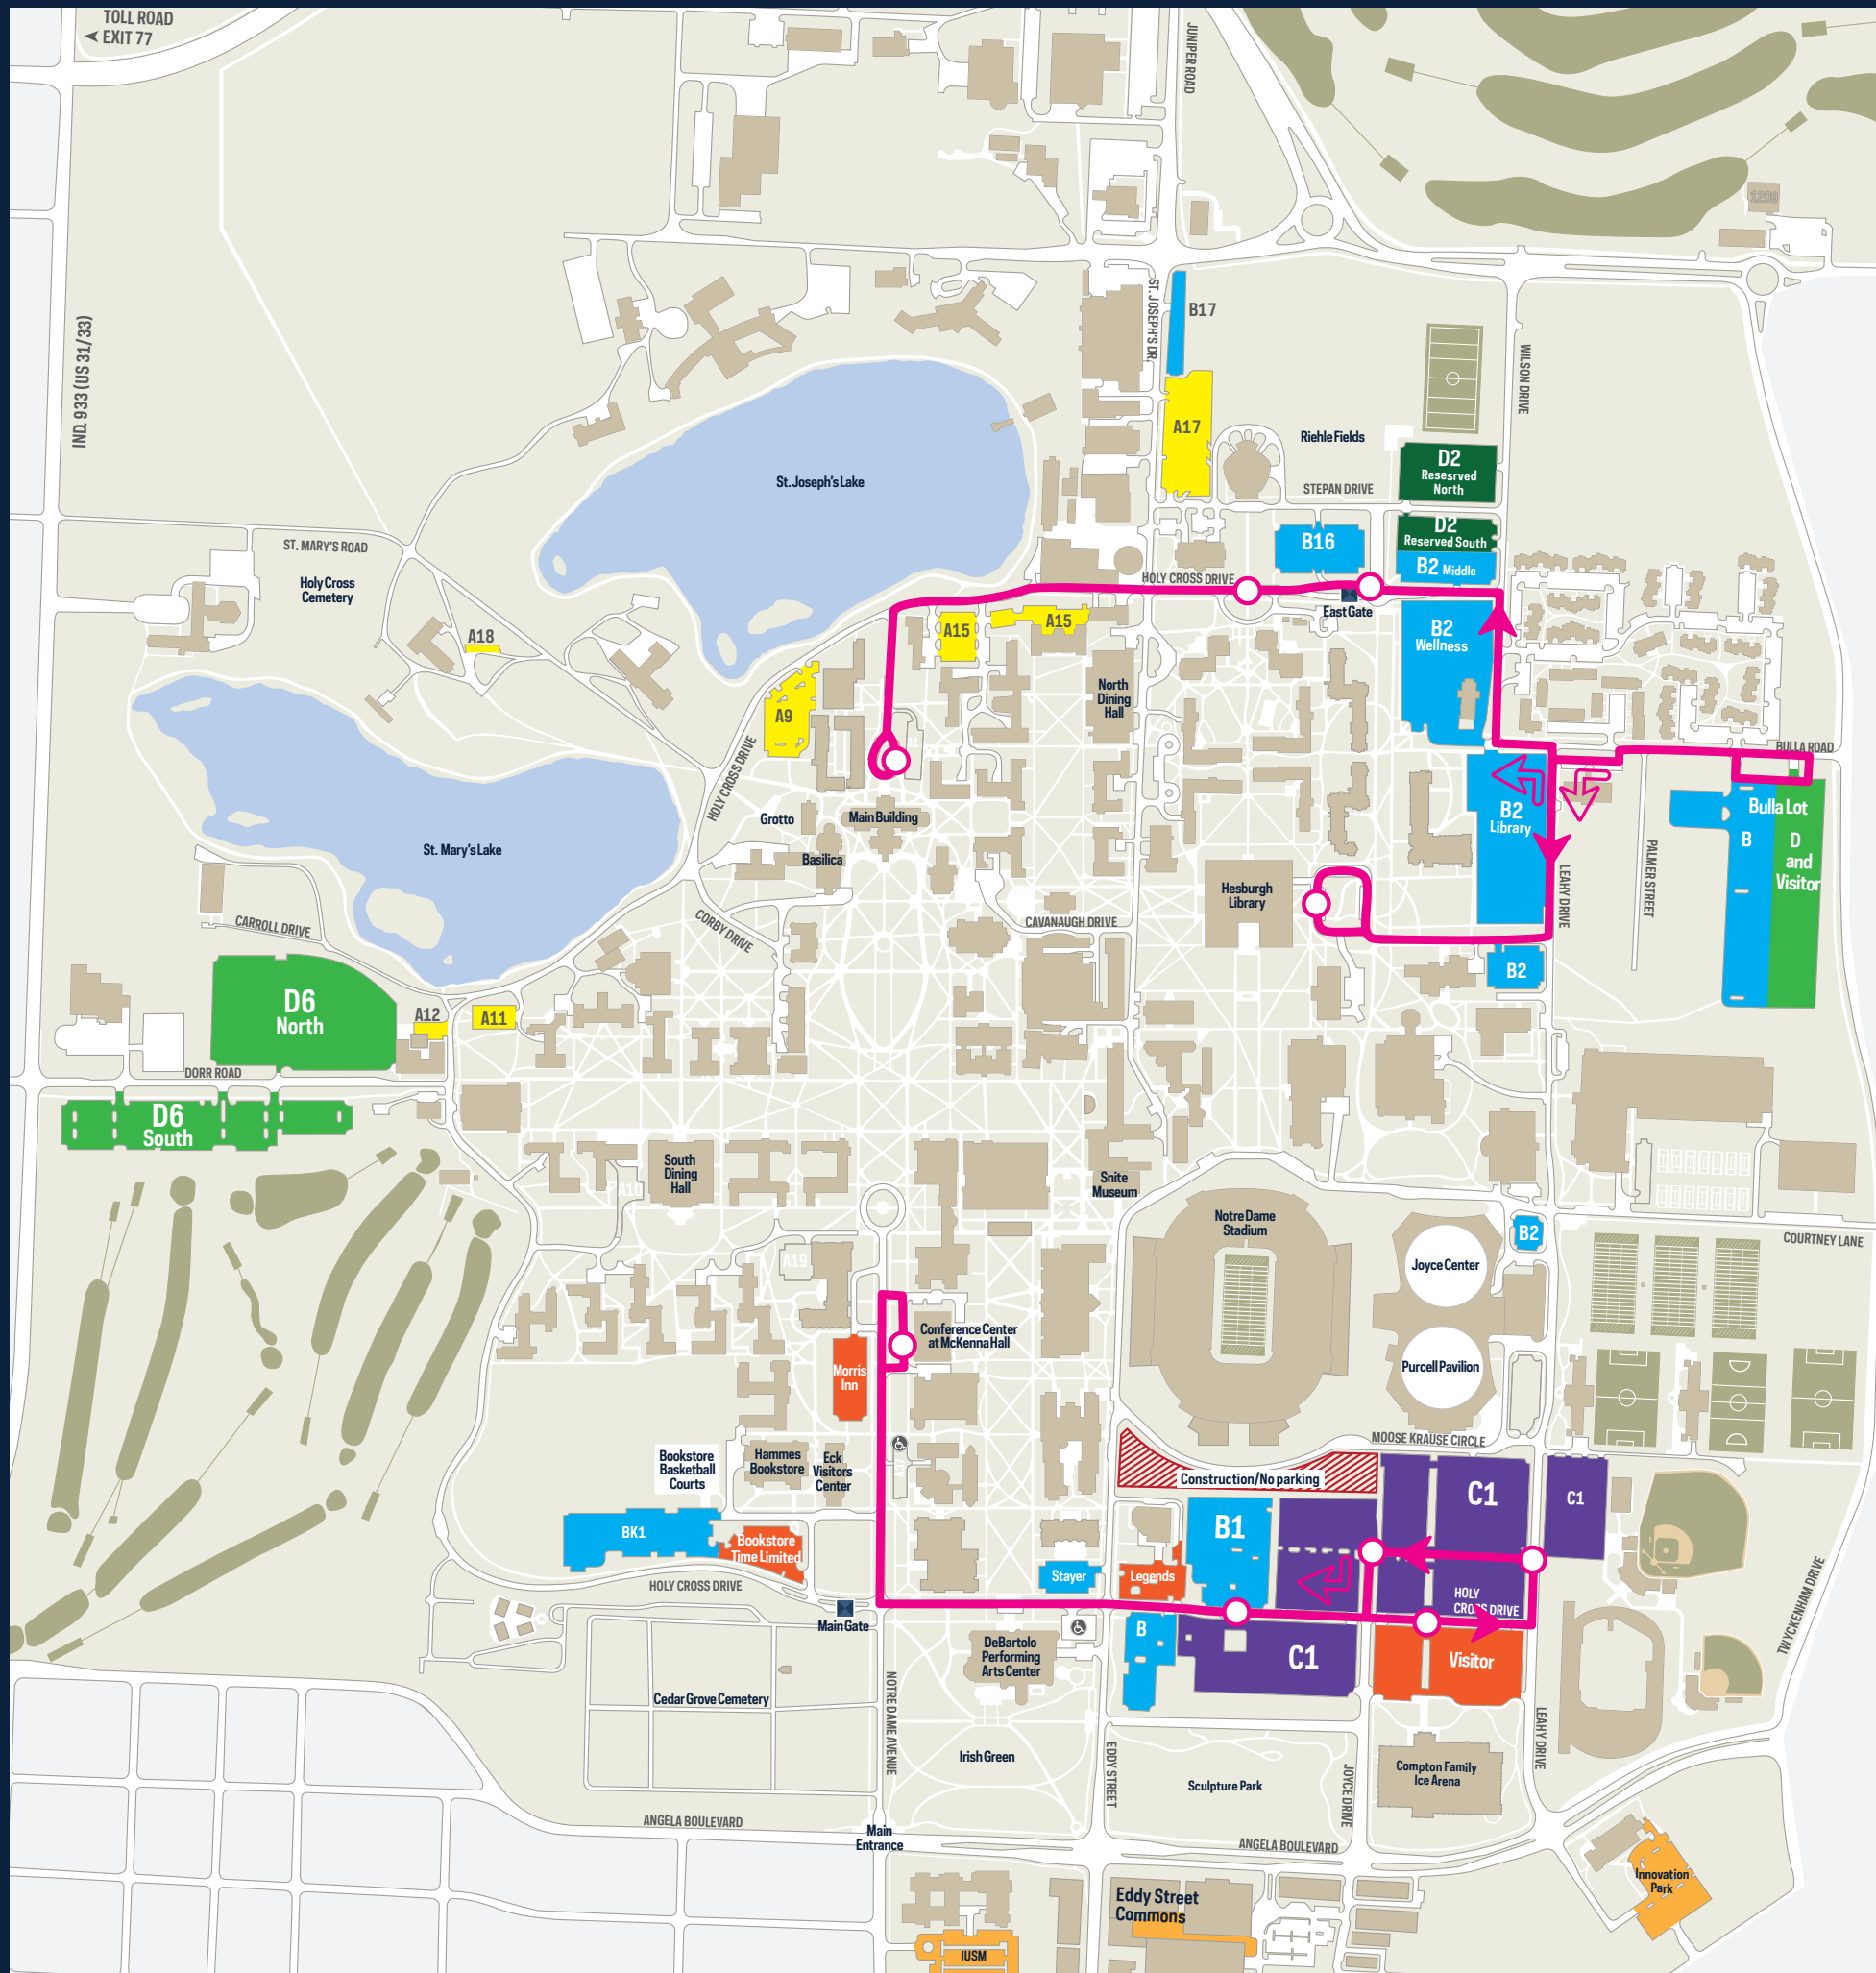 TOLL ROAD
EXIT 77
JUNIPER ROAD
1209
IND. 933 (US 31/33)
ST. JOSEPH'S DR.
B17
WILSON DRIVE
A17
Riehle Fields
D2
Resesrved
North
St. Joseph's Lake
STEPAN DRIVE
D2
Reserved South
B16
B2 Middle
ST. MARY'S ROAD
Holy Cross
Cemetery
HOLY CROSS DRIVE
East Gate
A18
A15
A15
B2
Wellness
North
Dining
Hall
A9
HOLY CROSS DRIVE
A1
BULLA ROAD
Grotto
Main Building
B2
Library
Bulla Lot
B
D
and
Visitor
St. Mary's Lake
Basilica
PALMER STREET
LEAHY DRIVE
Hesburgh
Library
CARROLL DRIVE
CORBY DRIVE
CAVANAUGH DRIVE
B2
D6
North
A12
A11
DORR ROAD
D6
South
South
Dining
Hall
Snite
Museum
Notre Dame
Stadium
B2
COURTNEY LANE
Joyce Center
A19
Conference Center
at McKenna Hall
Morris
Inn
Purcell Pavilion
MOOSE KRAUSE CIRCLE
Bookstore
Basketball
Courts
Hammes
Bookstore
Eck
Visitors
Center
Construction/No parking
C1
C1
B1
BK1
Bookstore
Time Limited
Stayer
Legends
HOLY CROSS DRIVE
HOLY
CROSS DRIVE
TWYCKENHAM DRIVE
Main Gate
B
DeBartolo
Performing
Arts Center
C1
Visitor
Cedar Grove Cemetery
NOTRE DAME AVENUE
Irish Green
EDDY STREET
Sculpture Park
JOYCE DRIVE
Compton Family
Ice Arena
LEAHY DRIVE
ANGELA BOULEVARD
Main
Entrance
ANGELA BOULEVARD
Innovation
Park
Eddy Street
Commons
IUSM